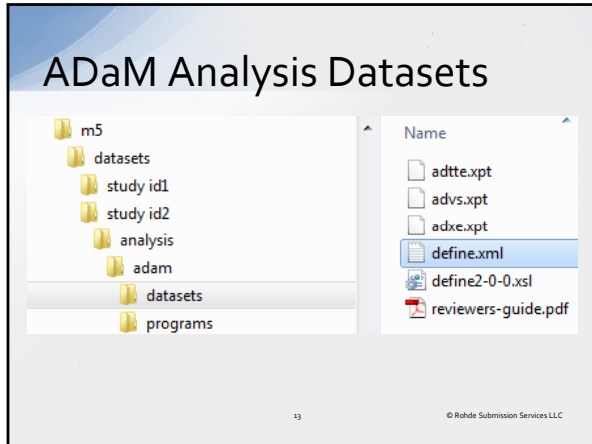 ADaM Analysis Datasets
m5
datasets
study id1
study id2
analysis
adam
datasets
programs
Name
adtte.xpt
advs.xpt
adxe.xpt
define.xml
define2-0-0.xsl
reviewers-guide.pdf
13
© Rohde Submission Services LLC